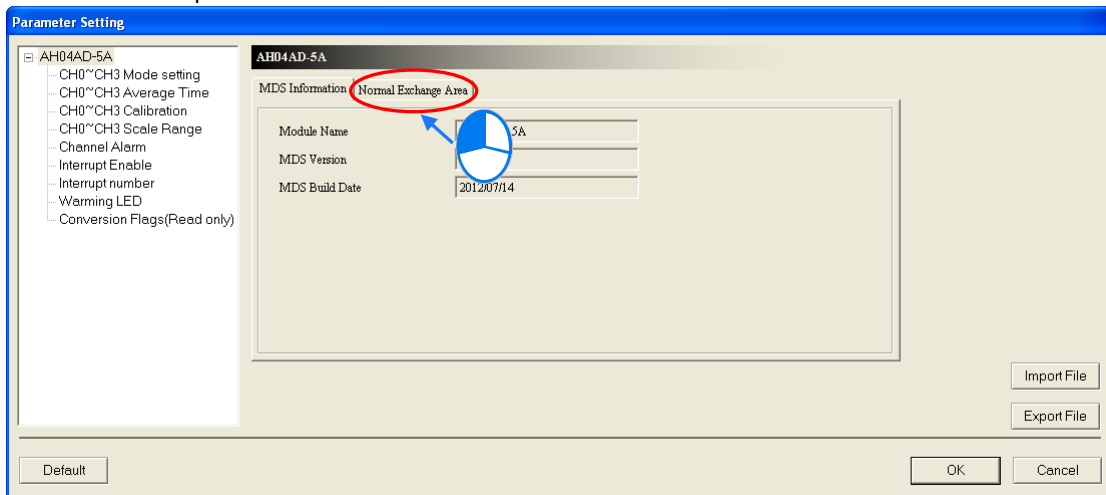 Parameter Setting
AH04AD-5A
CH0~CH3 Mode setting
CH0~CH3 Average Time
CH0~CH3 Calibration
CH0~CH3 Scale Range
Channel Alarm
Interrupt Enable
Interrupt number
Warming LED
Conversion Flags(Read only)
AH04AD-5A
MDS Information
Normal Exchange Area
Module Name
5A
MDS Version
MDS Build Date
2012/07/14
Import File
Export File
Default
OK
Cancel